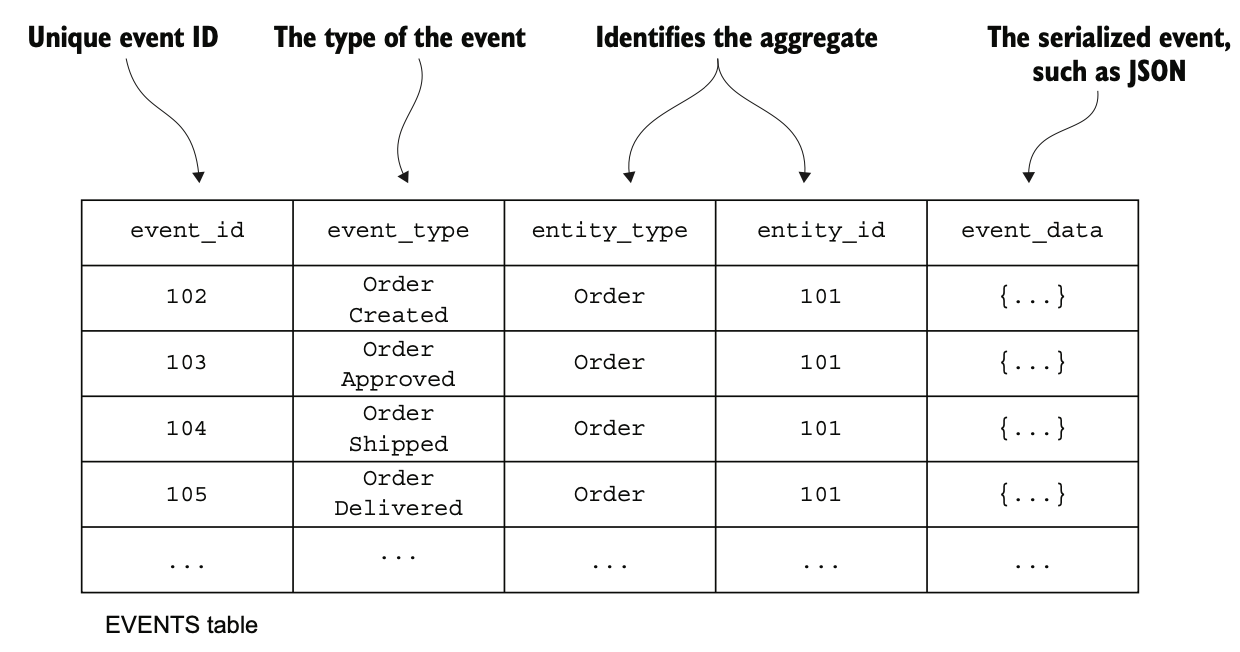 Unique event ID
The type of the event
Identifies the aggregate
The serialized event,
such as JSON
event_id event_type entity_type entity_id event_data
102 Order Created Order 101 {...}
103 Order Approved Order 101 {...}
104 Order Shipped Order 101 {...}
105 Order Delivered Order 101 {...}
... ... ... ... ...
EVENTS table